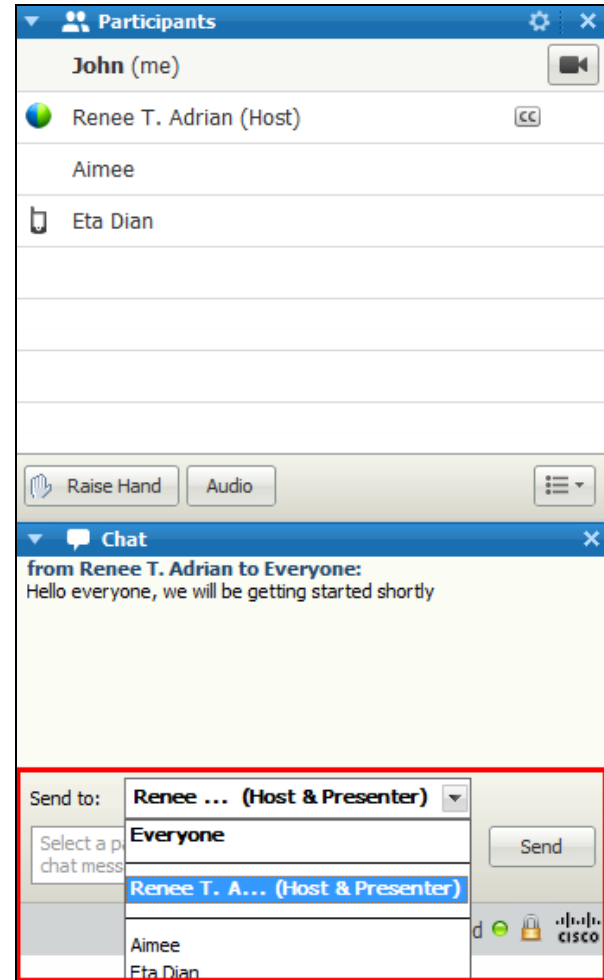 Participants
John (me)
Renee T. Adrian (Host) CC
Aimee
Eta Dian
Raise Hand Audio
Chat
from Renee T. Adrian to Everyone:
Hello everyone, we will be getting started shortly
Send to: Renee ... (Host & Presenter)
Everyone
Select a p
chat mess
Send
Renee T. A... (Host & Presenter)
Aimee
Eta Dian
d
CISCO